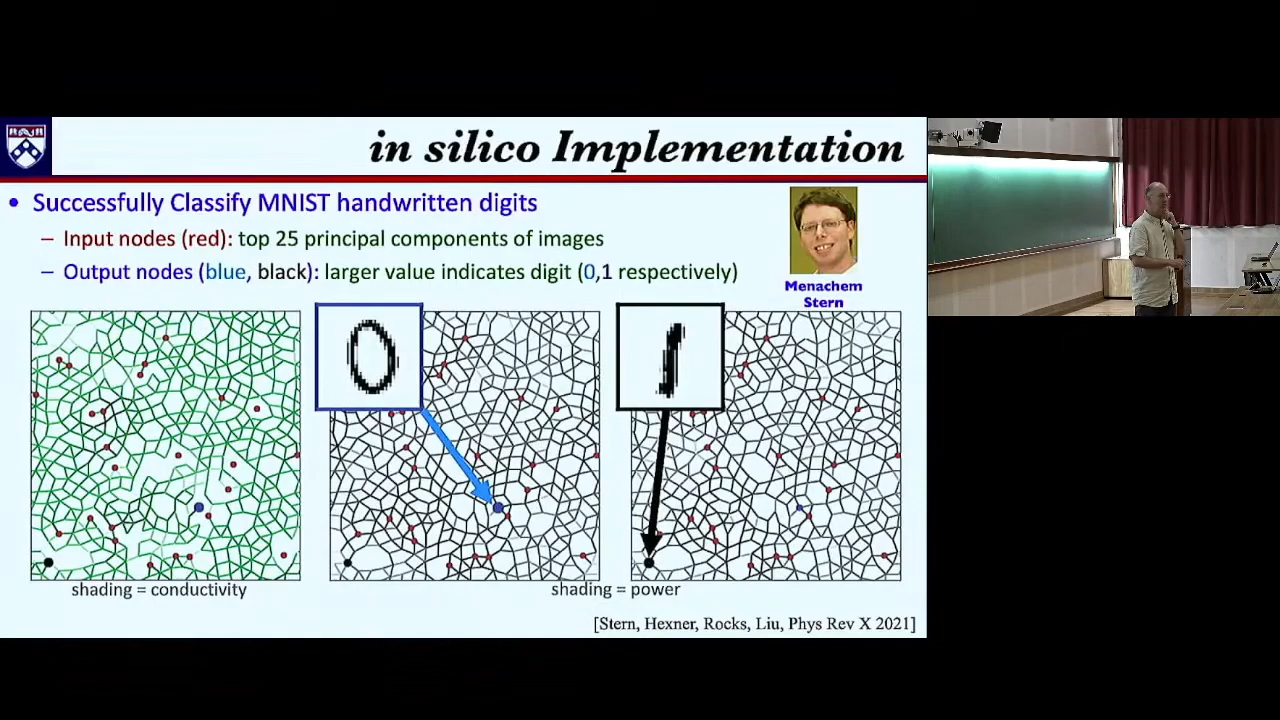 in silico Implementation
• Successfully Classify MNIST handwritten digits
– Input nodes (red): top 25 principal components of images
– Output nodes (blue, black): larger value indicates digit (0,1 respectively)
Menachem
Stern
0
1
shading = conductivity
shading = power
[Stern, Hexner, Rocks, Liu, Phys Rev X 2021]